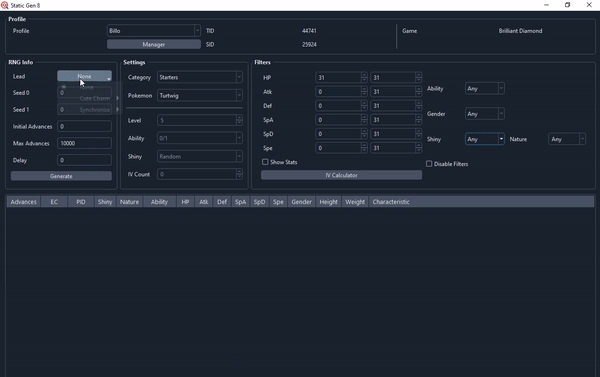 Static Gen 8
Profile
Profile Billo TID 44741 Game Brilliant Diamond
Manager SID 25924
RNG Info Settings Filters
Lead None Category Starters HP 31 31
None
Cute Charm
Synchronize
Seed 0 0 Pokemon Turtwig Atk 0 31 Ability Any
Seed 1 0 Def 0 31
Level 5 SpA 0 31 Gender Any
Initial Advances 0 Ability 0/1 SpD 0 31
Max Advances 10000 Shiny Random Spe 0 31 Shiny Any Nature Any
Delay 0 IV Count 0 Show Stats Disable Filters
Generate IV Calculator
Advances EC PID Shiny Nature Ability HP Atk Def SpA SpD Spe Gender Height Weight Characteristic